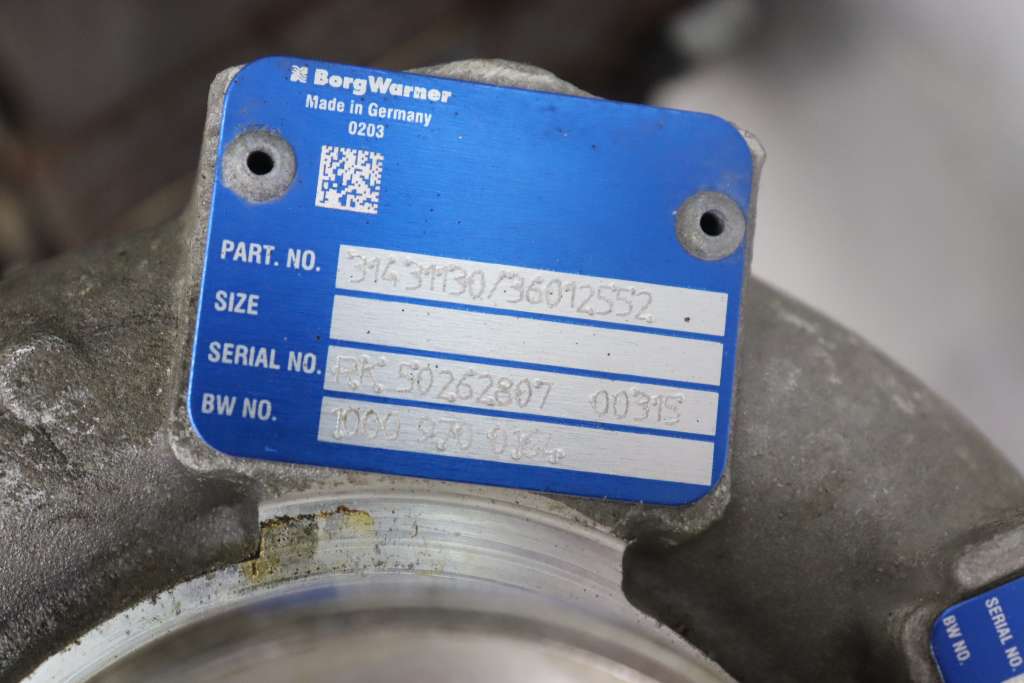 BorgWarner
Made in Germany
0203
PART. NO. 31431130/36012552
SIZE
SERIAL NO. RK 50262807 00315
BW NO. 1000 970 0164
SERIAL NO.
BW NO.